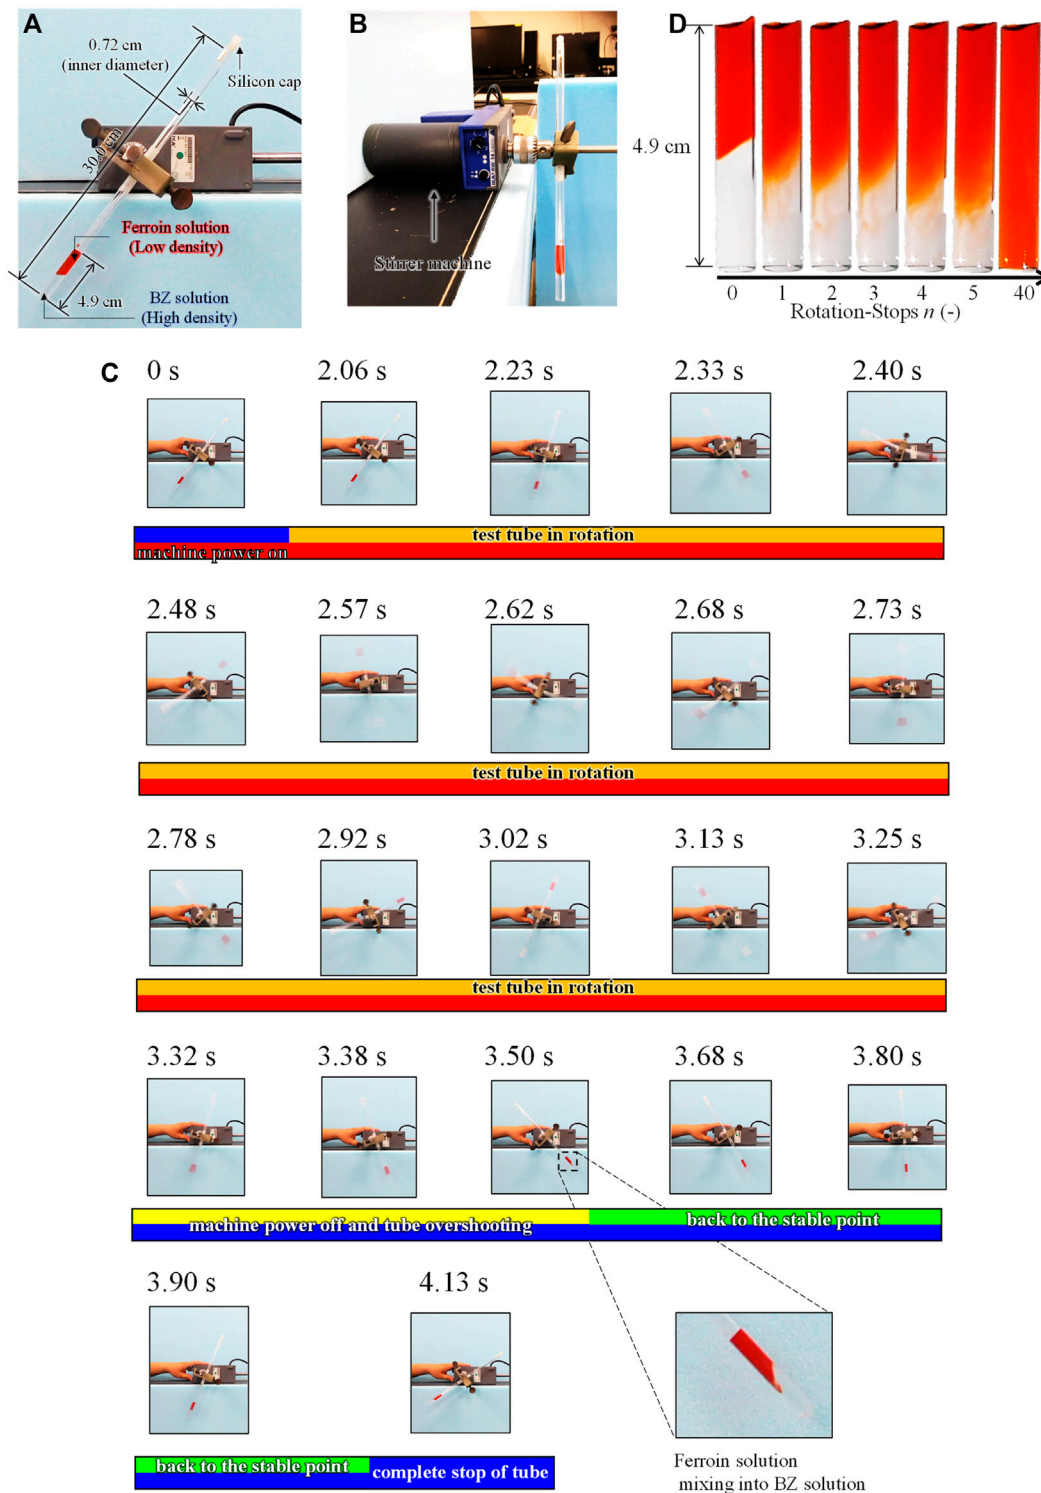 A
0.72 cm
(inner diameter)
Silicon cap
30.0 cm
Ferroin solution
(Low density)
4.9 cm
BZ solution
(High density)
B
Stirrer machine
D
4.9 cm
0 1 2 3 4 5 40
Rotation-Stops n (-)
C
0 s 2.06 s 2.23 s 2.33 s 2.40 s
test tube in rotation
machine power on
2.48 s 2.57 s 2.62 s 2.68 s 2.73 s
test tube in rotation
2.78 s 2.92 s 3.02 s 3.13 s 3.25 s
test tube in rotation
3.32 s 3.38 s 3.50 s 3.68 s 3.80 s
machine power off and tube overshooting back to the stable point
3.90 s 4.13 s
back to the stable point complete stop of tube
Ferroin solution
mixing into BZ solution